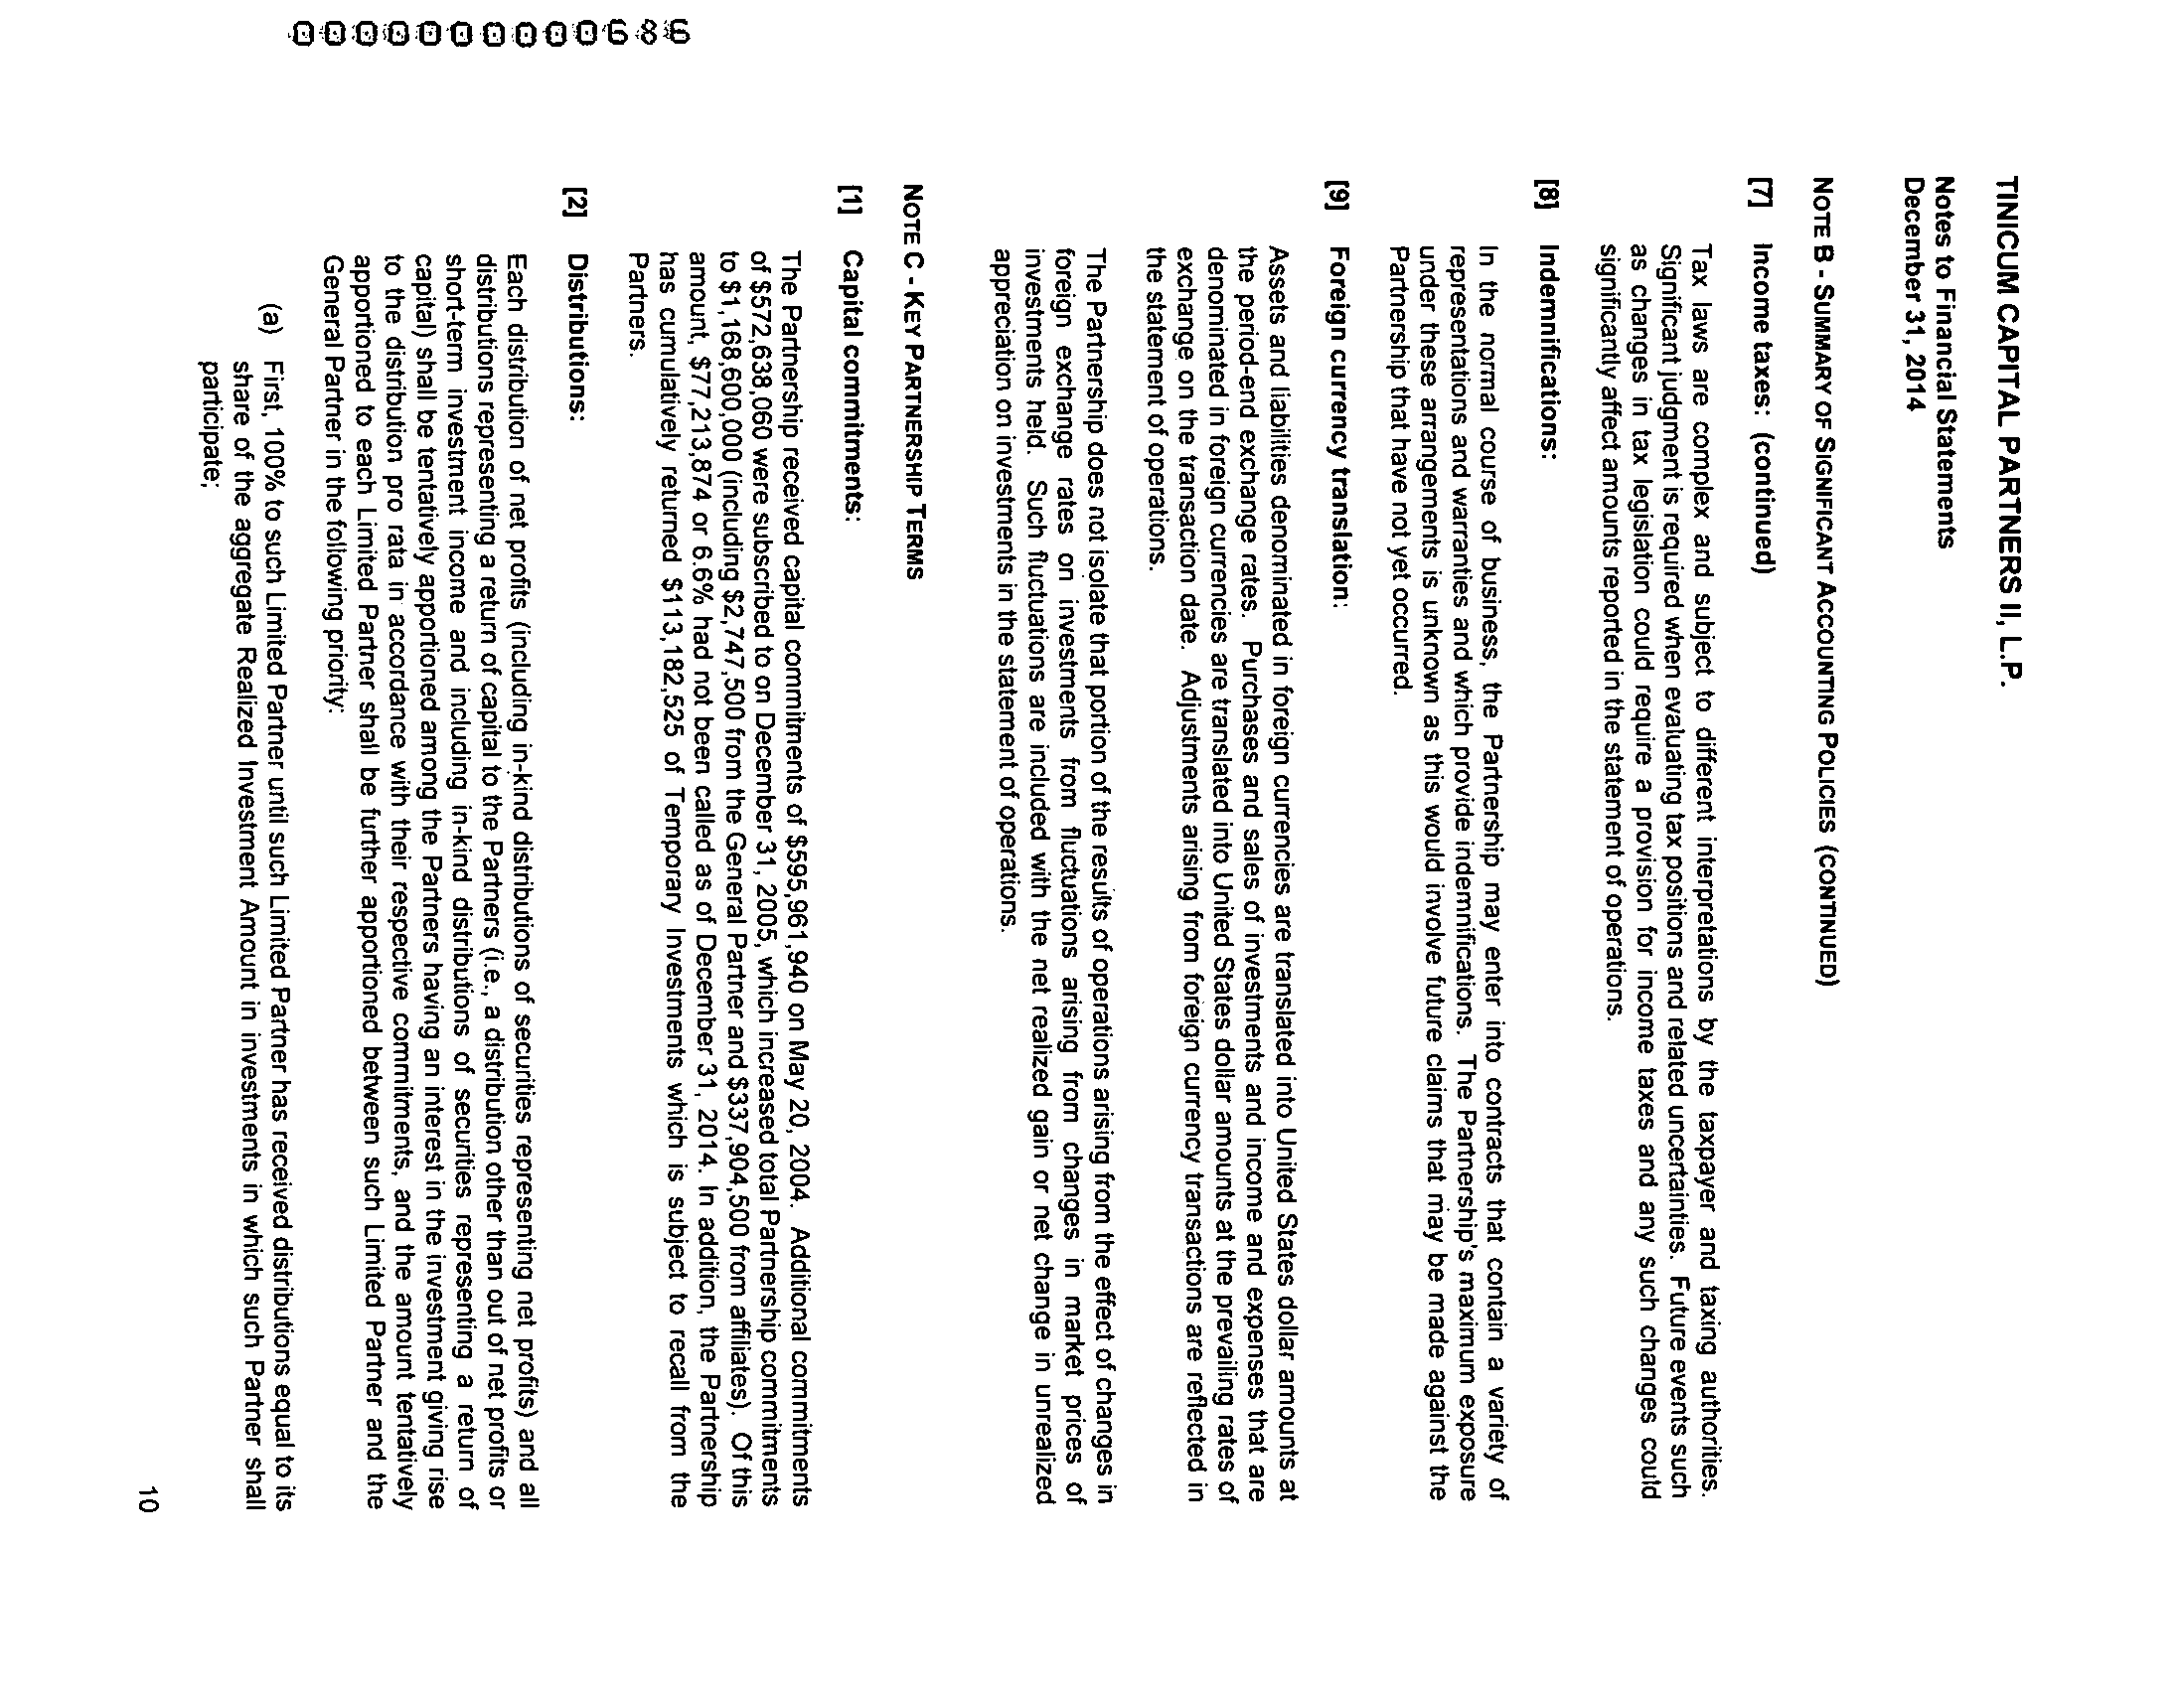 TINICUM CAPITAL PARTNERS II, L.P.
Notes to Financial Statements
December 31, 2014
NOTE B - SUMMARY OF SIGNIFICANT ACCOUNTING POLICIES (CONTINUED)
[7] Income taxes: (continued)
Tax laws are complex and subject to different interpretations by the taxpayer and taxing authorities.
Significant judgment is required when evaluating tax positions and related uncertainties. Future events such
as changes in tax legislation could require a provision for income taxes and any such changes could
significantly affect amounts reported in the statement of operations.
[8] Indemnifications:
In the normal course of business, the Partnership may enter into contracts that contain a variety of
representations and warranties and which provide indemnifications. The Partnership's maximum exposure
under these arrangements is unknown as this would involve future claims that may be made against the
Partnership that have not yet occurred.
[9] Foreign currency translation:
Assets and liabilities denominated in foreign currencies are translated into United States dollar amounts at
the period-end exchange rates. Purchases and sales of investments and income and expenses that are
denominated in foreign currencies are translated into United States dollar amounts at the prevailing rates of
exchange on the transaction date. Adjustments arising from foreign currency transactions are reflected in
the statement of operations.
The Partnership does not isolate that portion of the results of operations arising from the effect of changes in
foreign exchange rates on investments from fluctuations arising from changes in market prices of
investments held. Such fluctuations are included with the net realized gain or net change in unrealized
appreciation on investments in the statement of operations.
NOTE C - KEY PARTNERSHIP TERMS
[1] Capital commitments:
The Partnership received capital commitments of $595,961,940 on May 20, 2004. Additional commitments
of $572,638,060 were subscribed to on December 31, 2005, which increased total Partnership commitments
to $1,168,600,000 (including $2,747,500 from the General Partner and $337,904,500 from affiliates). Of this
amount, $77,213,874 or 6.6% had not been called as of December 31, 2014. In addition, the Partnership
has cumulatively returned $113,182,525 of Temporary Investments which is subject to recall from the
Partners.
[2] Distributions:
Each distribution of net profits (including in-kind distributions of securities representing net profits) and all
distributions representing a return of capital to the Partners (i.e., a distribution other than out of net profits or
short-term investment income and including in-kind distributions of securities representing a return of
capital) shall be tentatively apportioned among the Partners having an interest in the investment giving rise
to the distribution pro rata in accordance with their respective commitments, and the amount tentatively
apportioned to each Limited Partner shall be further apportioned between such Limited Partner and the
General Partner in the following priority:
(a) First, 100% to such Limited Partner until such Limited Partner has received distributions equal to its
share of the aggregate Realized Investment Amount in investments in which such Partner shall
participate;
10